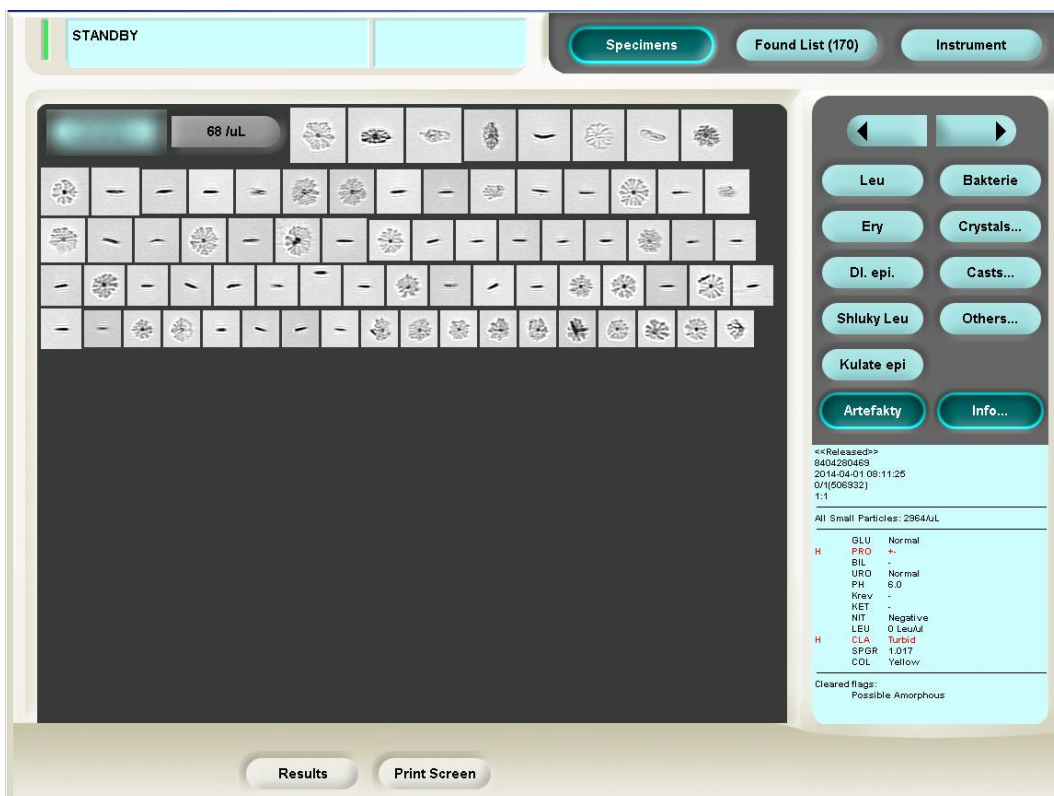 STANDBY
Specimens
Found List (170)
Instrument
68 /uL
Leu
Bakterie
Ery
Crystals...
Dl. epi.
Casts...
Shluky Leu
Others...
Kulate epi
Artefakty
Info...
<<Released>>
8404280469
2014-04-01 08:11:25
0/1(506932)
1:1
All Small Particles: 2964/uL
GLU Normal
H PRO +-
BIL -
URO Normal
PH 6.0
Krev -
KET -
NIT Negative
LEU 0 Leu/ul
H CLA Turbid
SPGR 1.017
COL Yellow
Cleared flags:
Possible Amorphous
Results
Print Screen